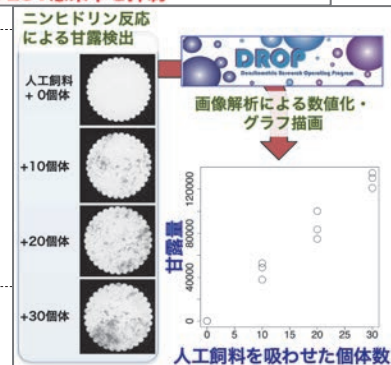 ニンヒドリン反応
による甘露検出
人工飼料
+ 0個体
+10個体
+20個体
+30個体
DROP
Deinzihomethic Research Operating Program
画像解析による数値化・
グラフ描画
甘露量
120000
80000
40000
0
0 5 10 15 20 25 30
人工飼料を吸わせた個体数